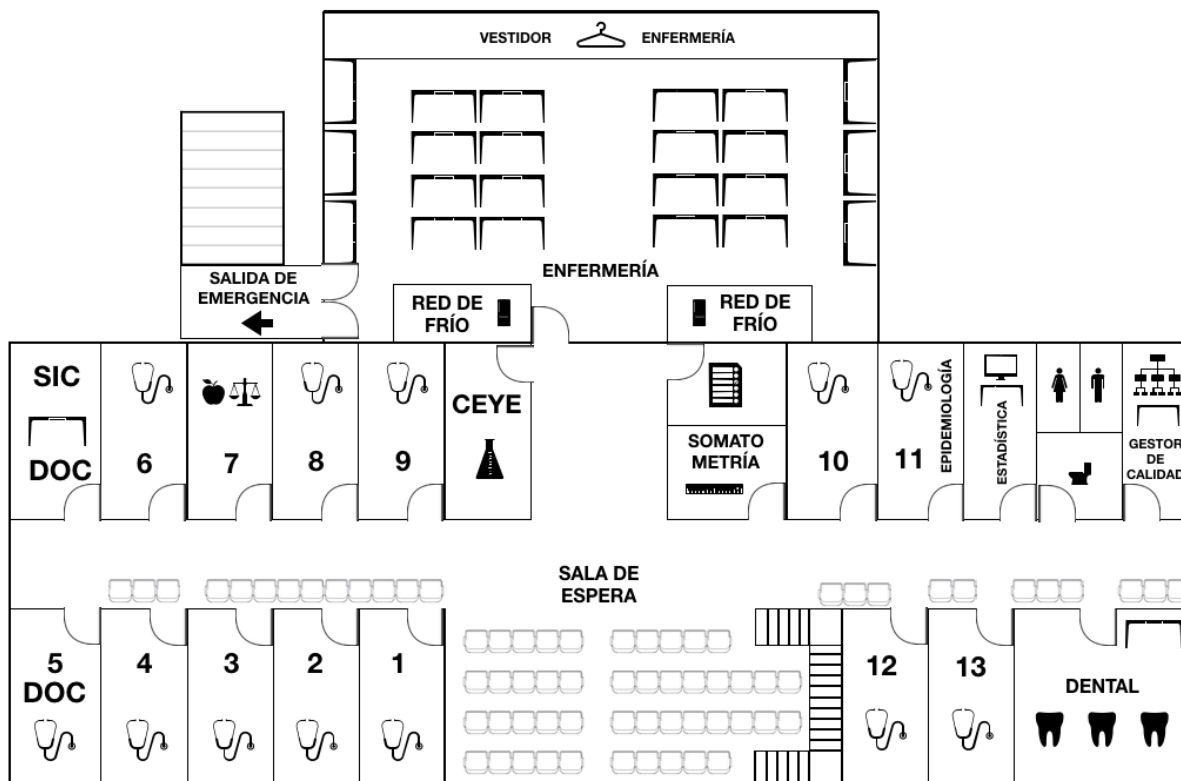 VESTIDOR ENFERMERÍA
ENFERMERÍA
SALIDA DE
EMERGENCIA
RED DE
FRÍO
RED DE
FRÍO
SIC
DOC
6
7
8
9
CEYE
SOMATO
METRÍA
10
11
EPIDEMIOLOGÍA
ESTADÍSTICA
GESTOR
DE
CALIDAD
SALA DE
ESPERA
5
DOC
4
3
2
1
12
13
DENTAL